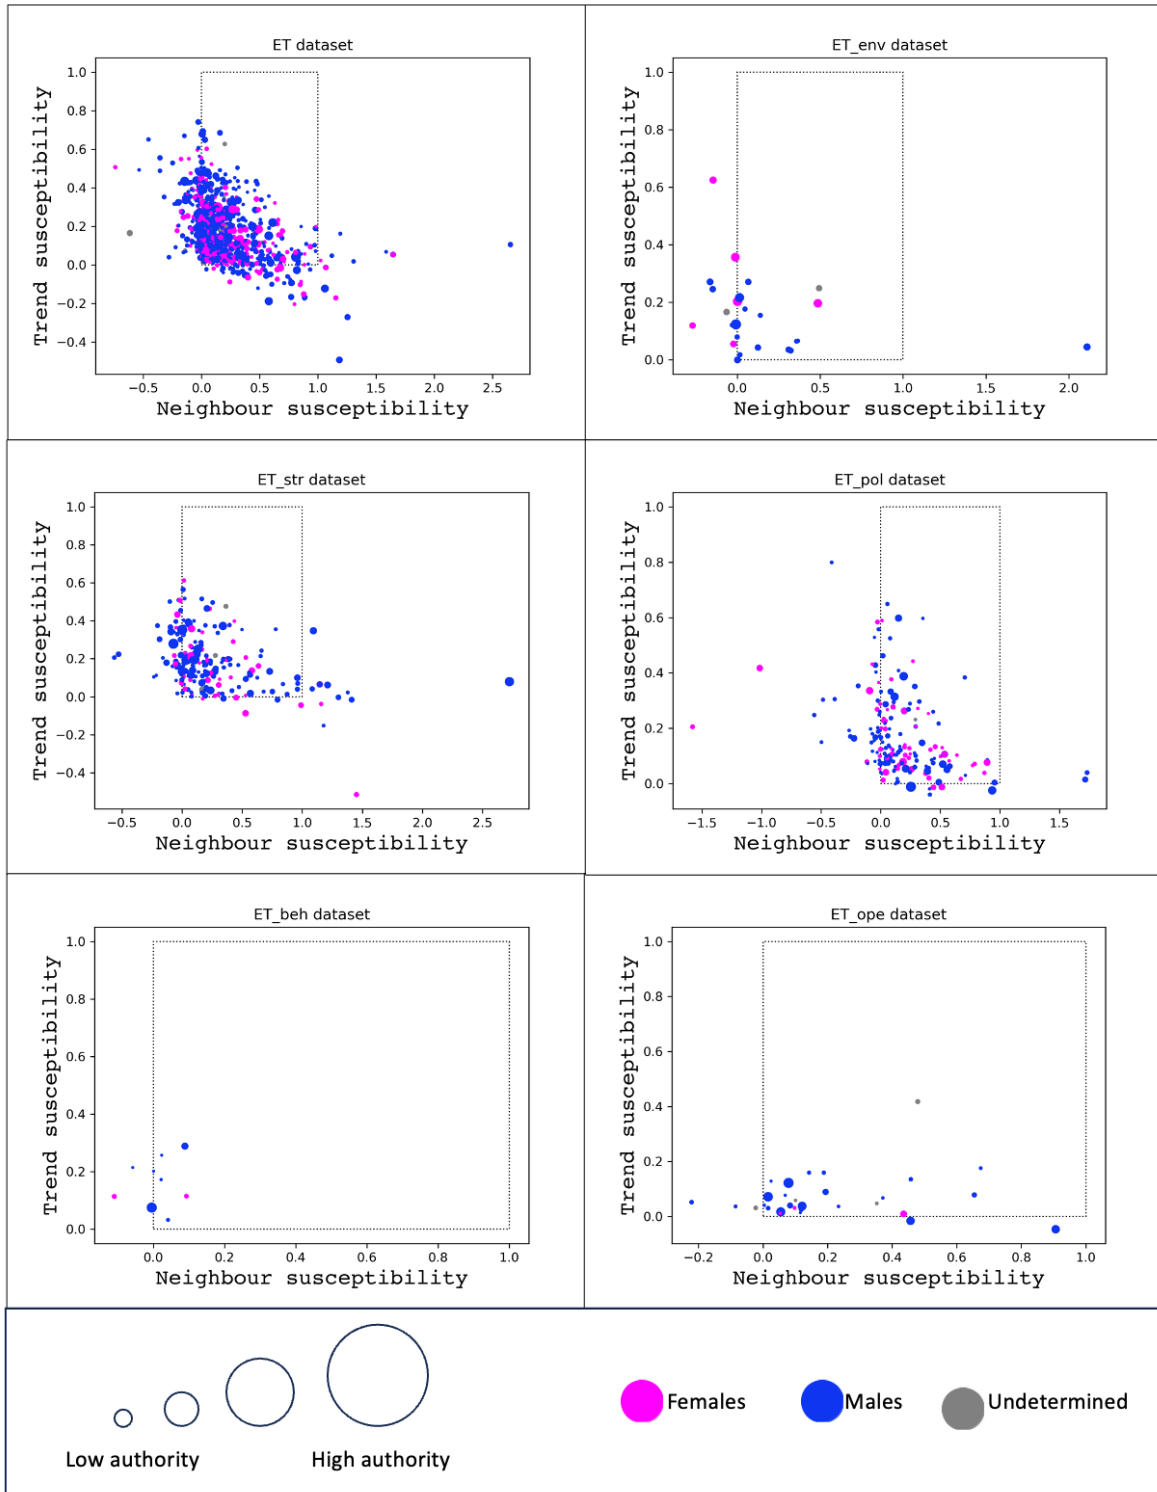 ET dataset
1.0
0.8
0.6
0.4
0.2
0.0
−0.2
−0.4
Trend susceptibility
−0.5 0.0 0.5 1.0 1.5 2.0 2.5
Neighbour susceptibility
ET_env dataset
1.0
0.8
0.6
0.4
0.2
0.0
Trend susceptibility
0.0 0.5 1.0 1.5 2.0
Neighbour susceptibility
ET_str dataset
1.0
0.8
0.6
0.4
0.2
0.0
−0.2
−0.4
Trend susceptibility
−0.5 0.0 0.5 1.0 1.5 2.0 2.5
Neighbour susceptibility
ET_pol dataset
1.0
0.8
0.6
0.4
0.2
0.0
Trend susceptibility
−1.5 −1.0 −0.5 0.0 0.5 1.0 1.5
Neighbour susceptibility
ET_beh dataset
1.0
0.8
0.6
0.4
0.2
0.0
Trend susceptibility
0.0 0.2 0.4 0.6 0.8 1.0
Neighbour susceptibility
ET_ope dataset
1.0
0.8
0.6
0.4
0.2
0.0
Trend susceptibility
−0.2 0.0 0.2 0.4 0.6 0.8 1.0
Neighbour susceptibility
Low authority High authority
Females Males Undetermined